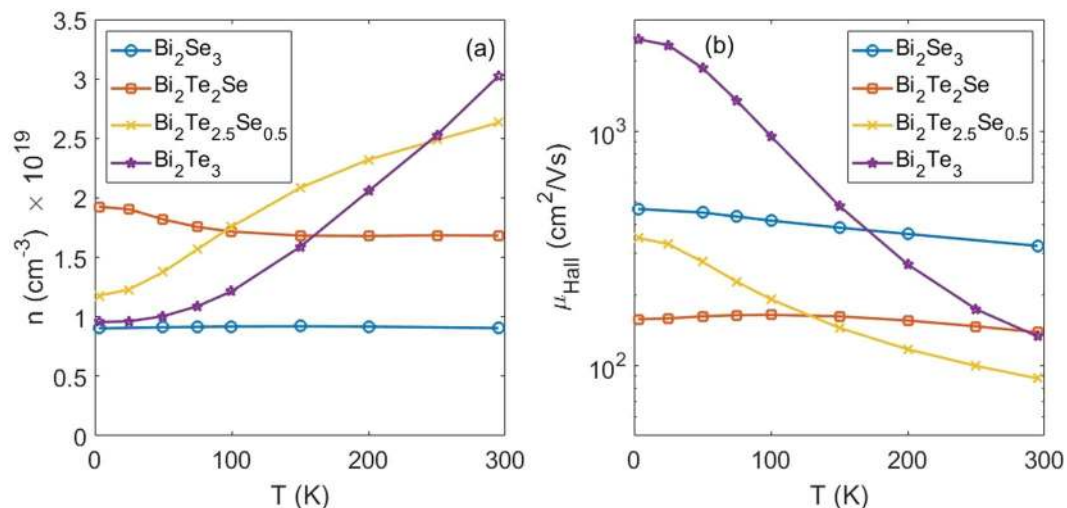 (a)
Bi₂Se₃
Bi₂Te₂Se
Bi₂Te₂.₅Se₀.₅
Bi₂Te₃
n (cm⁻³) × 10¹⁹
3.5
3
2.5
2
1.5
1
0.5
0
0
100
200
300
T (K)
(b)
Bi₂Se₃
Bi₂Te₂Se
Bi₂Te₂.₅Se₀.₅
Bi₂Te₃
μHall (cm²/Vs)
10³
10²
0
100
200
300
T (K)